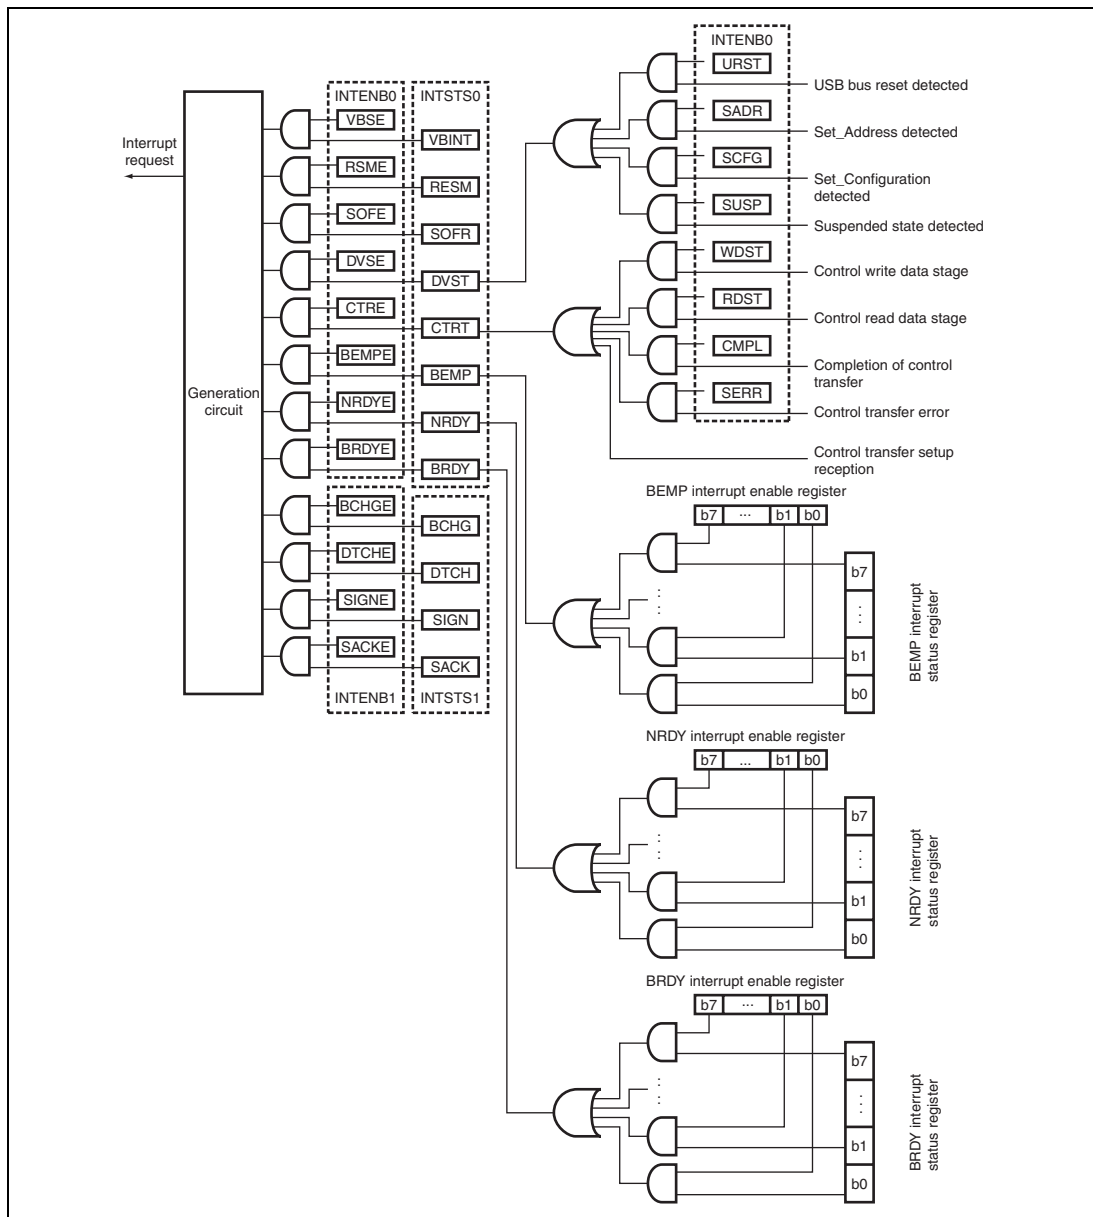 INTENB0
URST
USB bus reset detected
SADR
Set_Address detected
SCFG
Set_Configuration
detected
SUSP
Suspended state detected
WDST
Control write data stage
RDST
Control read data stage
CMPL
Completion of control
transfer
SERR
Control transfer error
Control transfer setup
reception
Interrupt
request
Generation
circuit
INTENB0
VBSE
RSME
SOFE
DVSE
CTRE
BEMPE
NRDYE
BRDYE
INTSTS0
VBINT
RESM
SOFR
DVST
CTRT
BEMP
NRDY
BRDY
BCHGE
DTCHE
SIGNE
SACKE
INTENB1
BCHG
DTCH
SIGN
SACK
INTSTS1
BEMP interrupt enable register
b7 ... b1 b0
b7
...
b1
b0
BEMP interrupt
status register
NRDY interrupt enable register
b7 ... b1 b0
b7
...
b1
b0
NRDY interrupt
status register
BRDY interrupt enable register
b7 ... b1 b0
b7
...
b1
b0
BRDY interrupt
status register